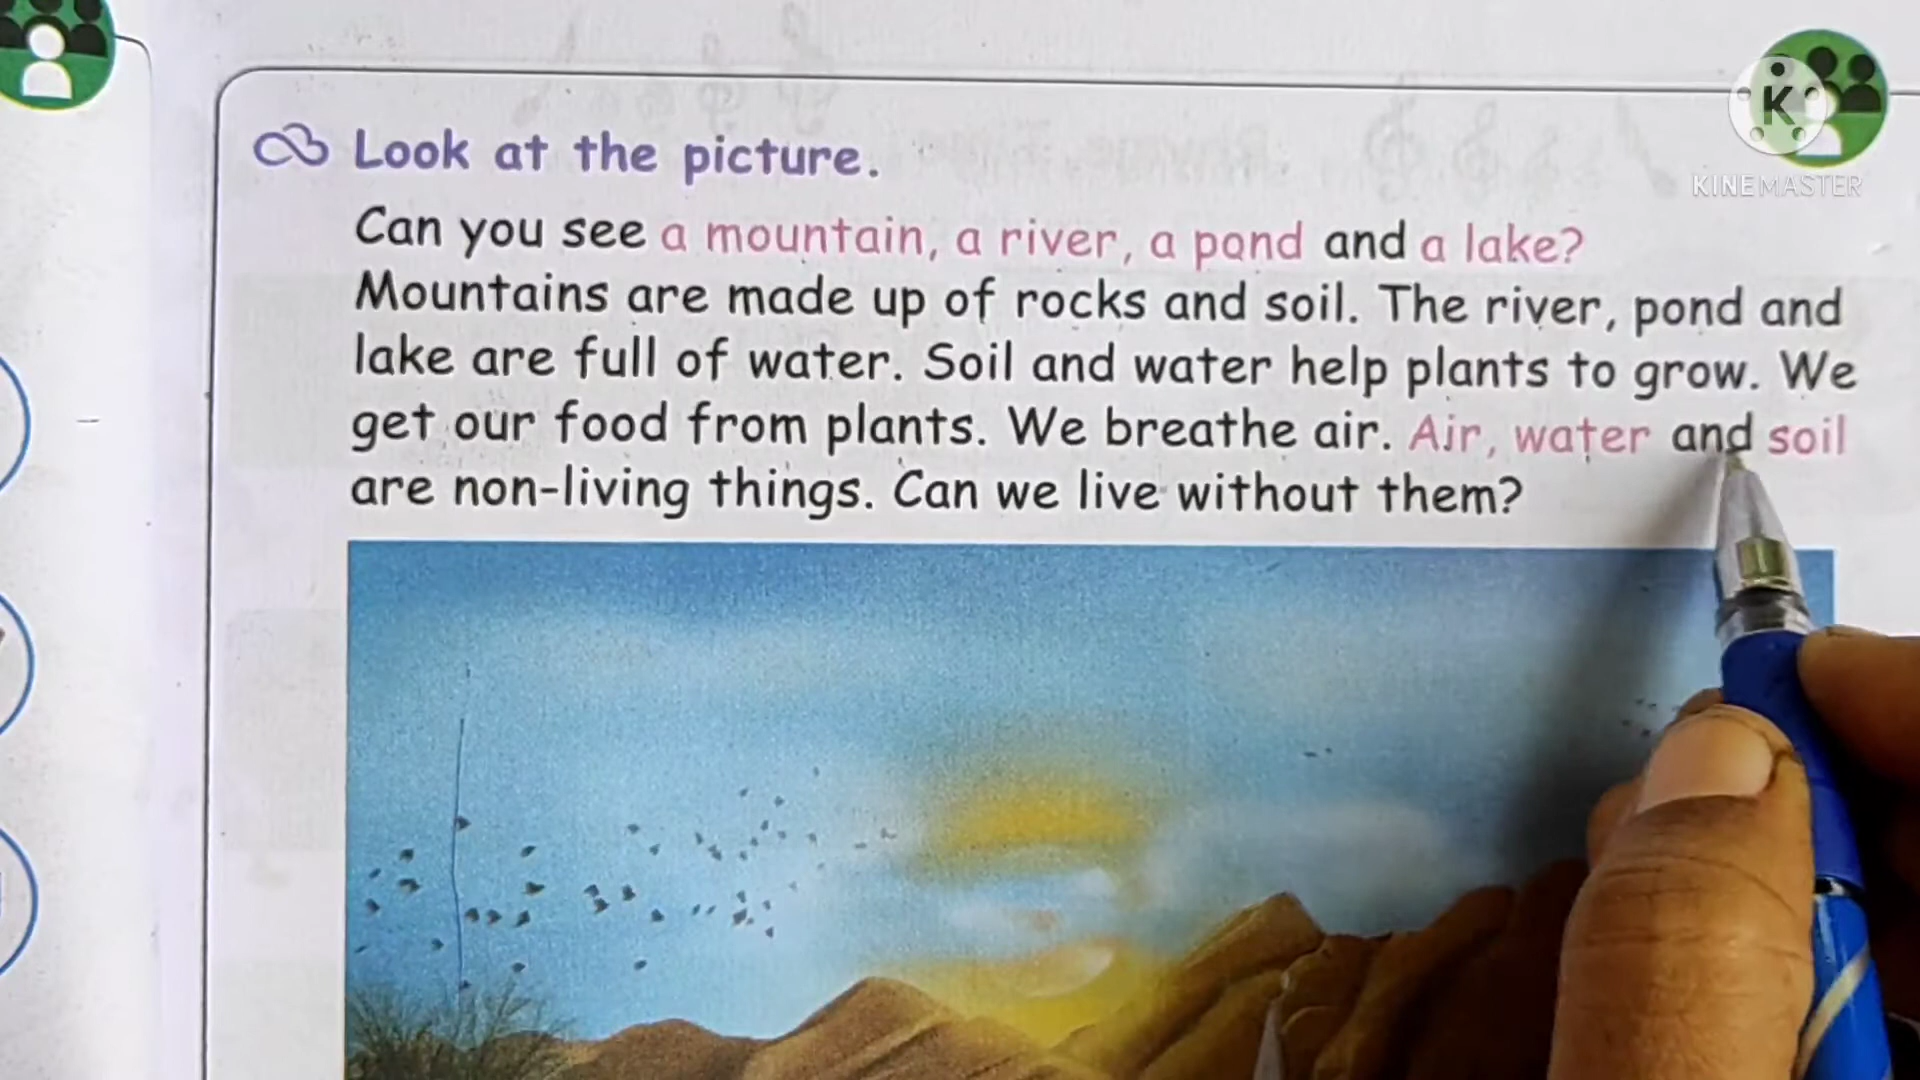 Look at the picture.
Can you see a mountain, a river, a pond and a lake?
Mountains are made up of rocks and soil. The river, pond and
lake are full of water. Soil and water help plants to grow. We
get our food from plants. We breathe air. Air, water and soil
are non-living things. Can we live without them?
K
KINEMASTER